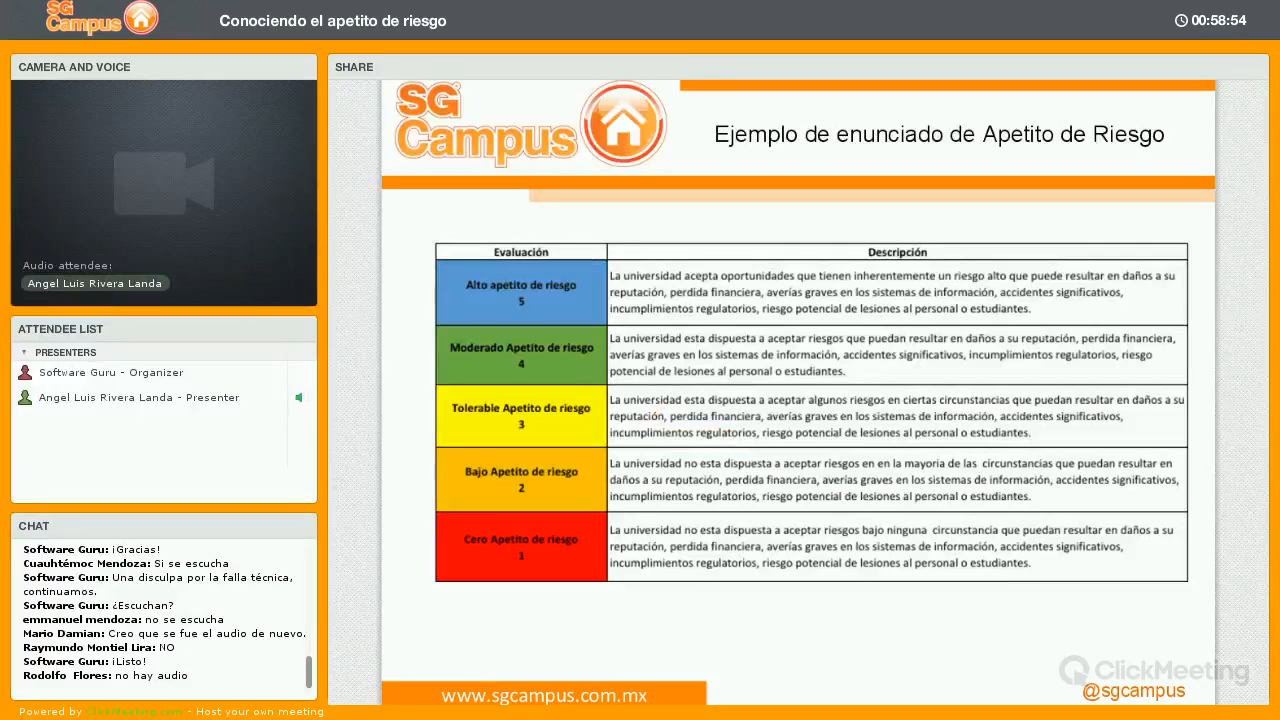 SG Campus
Conociendo el apetito de riesgo
00:58:54
CAMERA AND VOICE
Audio attendee:
Angel Luis Rivera Landa
ATTENDEE LIST
PRESENTERS
Software Guru - Organizer
Angel Luis Rivera Landa - Presenter
CHAT
Software Guru: ¡Gracias!
Cuauhtémoc Mendoza: Si se escucha
Software Guru: Una disculpa por la falla técnica,
continuamos.
Software Guru: ¿Escuchan?
emmanuel mendoza: no se escucha
Mario Damian: Creo que se fue el audio de nuevo.
Raymundo Montiel Lira: NO
Software Guru: ¡Listo!
Rodolfo Flores: no hay audio
Powered by ClickMeeting.com - Host your own meeting
SHARE
SG
Campus
Ejemplo de enunciado de Apetito de Riesgo
Evaluación
Descripción
Alto apetito de riesgo
5
La universidad acepta oportunidades que tienen inherentemente un riesgo alto que puede resultar en daños a su
reputación, perdida financiera, averías graves en los sistemas de información, accidentes significativos,
incumplimientos regulatorios, riesgo potencial de lesiones al personal o estudiantes.
Moderado Apetito de riesgo
4
La universidad esta dispuesta a aceptar riesgos que puedan resultar en daños a su reputación, perdida financiera,
averías graves en los sistemas de información, accidentes significativos, incumplimientos regulatorios, riesgo
potencial de lesiones al personal o estudiantes.
Tolerable Apetito de riesgo
3
La universidad esta dispuesta a aceptar algunos riesgos en ciertas circunstancias que puedan resultar en daños a su
reputación, perdida financiera, averías graves en los sistemas de información, accidentes significativos,
incumplimientos regulatorios, riesgo potencial de lesiones al personal o estudiantes.
Bajo Apetito de riesgo
2
La universidad no esta dispuesta a aceptar riesgos en en la mayoria de las circunstancias que puedan resultar en
daños a su reputación, perdida financiera, averías graves en los sistemas de información, accidentes significativos,
incumplimientos regulatorios, riesgo potencial de lesiones al personal o estudiantes.
Cero Apetito de riesgo
1
La universidad no esta dispuesta a aceptar riesgos bajo ninguna circunstancia que puedan resultar en daños a su
reputación, perdida financiera, averías graves en los sistemas de información, accidentes significativos,
incumplimientos regulatorios, riesgo potencial de lesiones al personal o estudiantes.
www.sgcampus.com.mx
ClickMeeting
@sgcampus